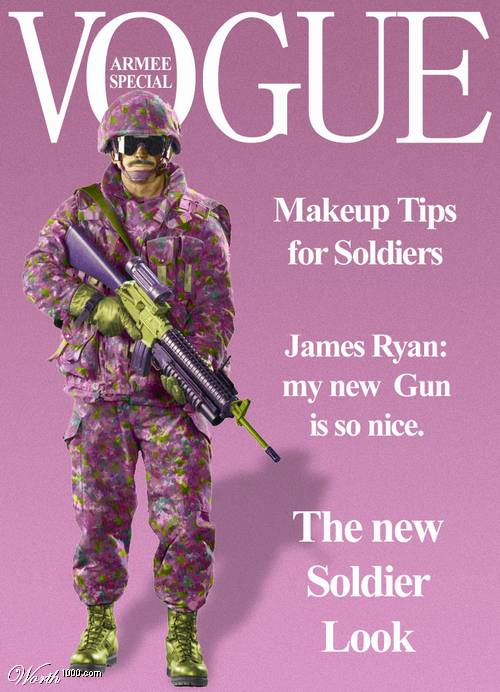 VOGUE
ARMEE
SPECIAL
Makeup Tips
for Soldiers
James Ryan:
my new Gun
is so nice.
The new
Soldier
Look
Worth1000.com